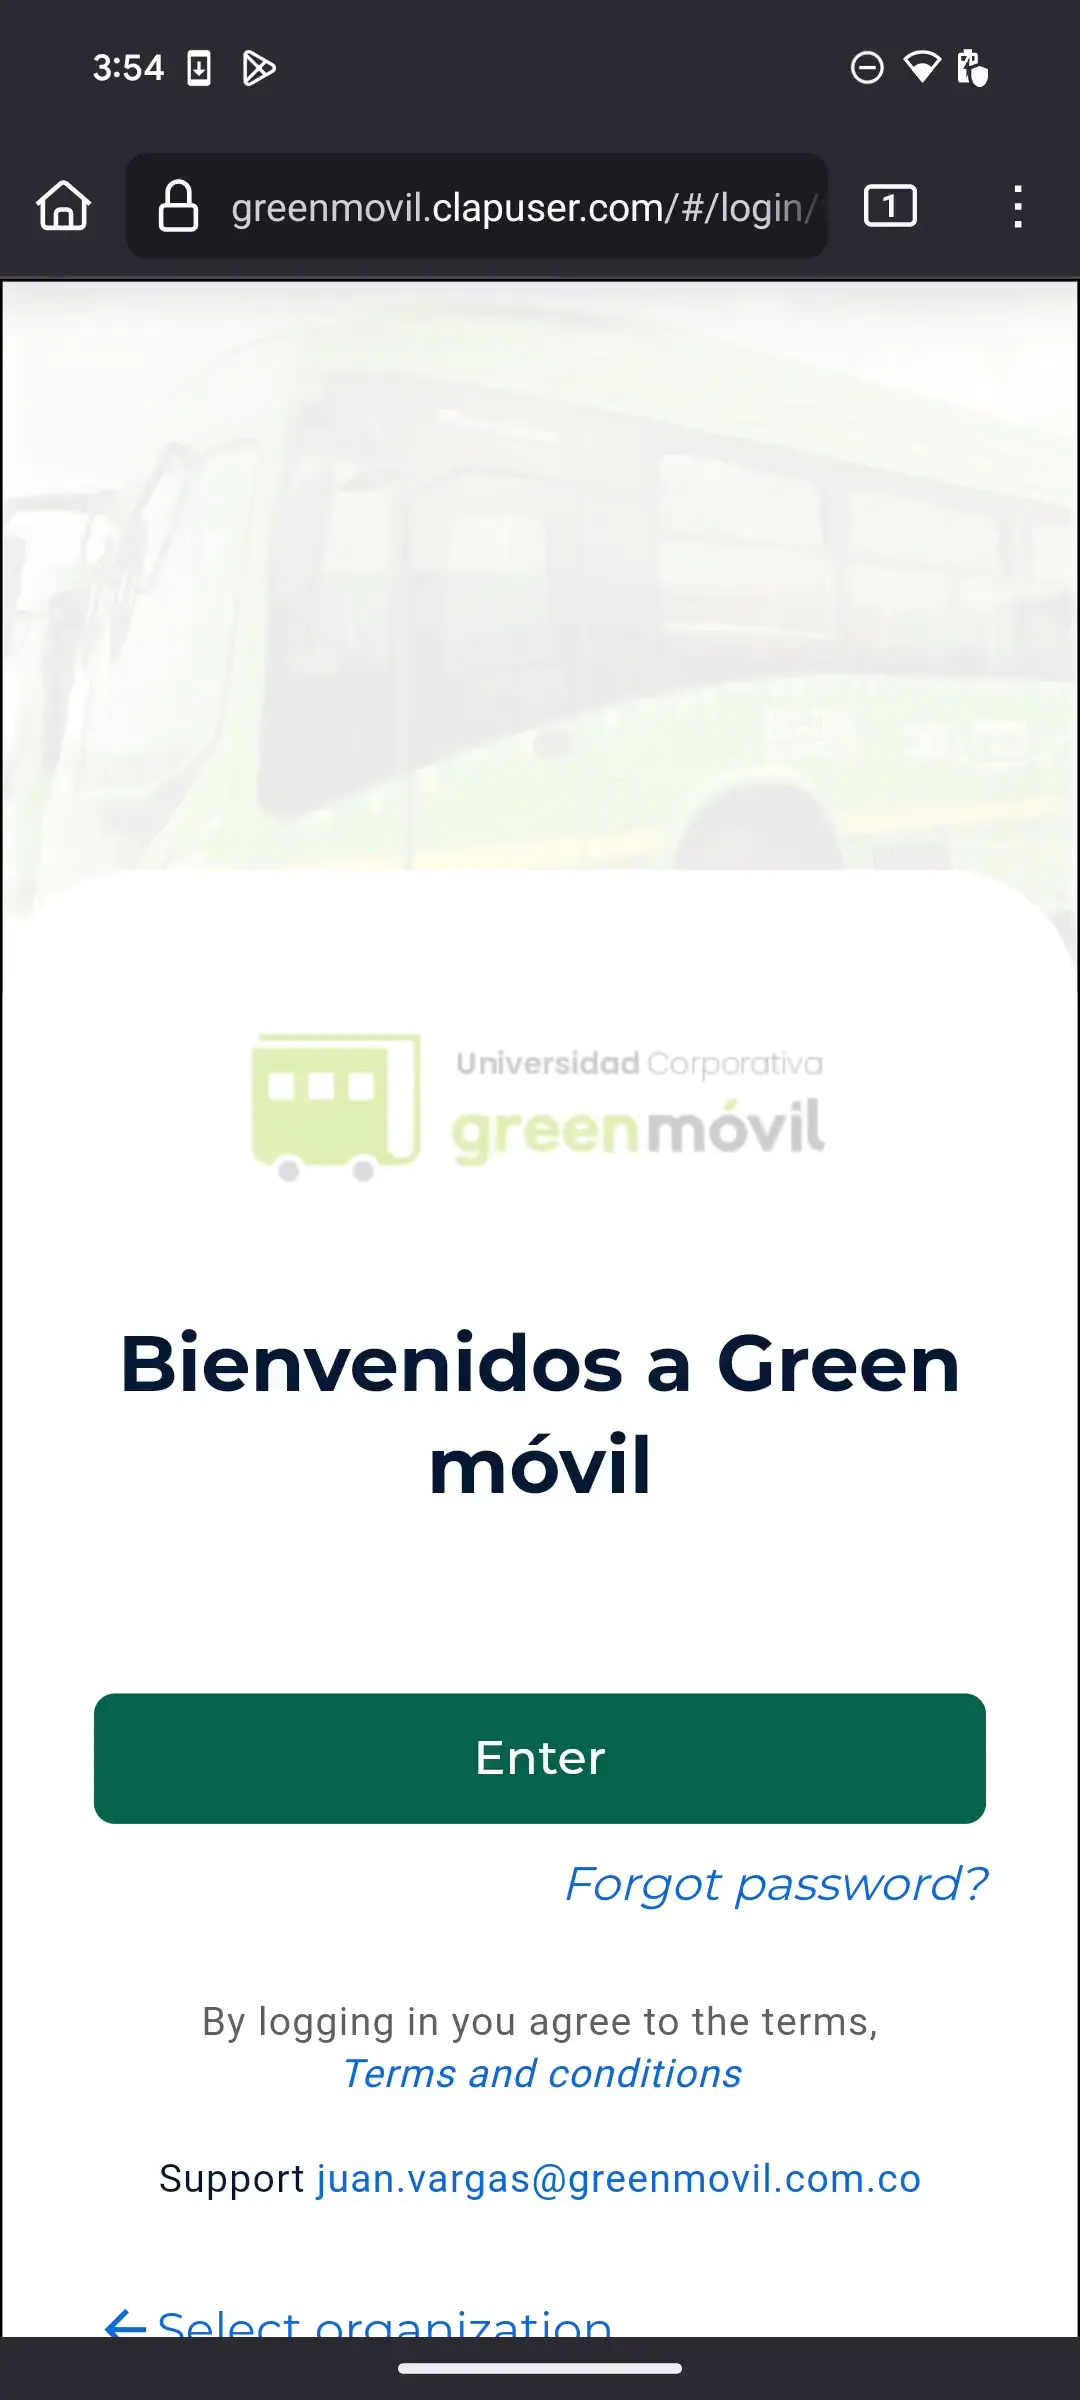 3:54
greenmovil.clapuser.com/#/login/
1
Universidad Corporativa
greenmóvil
Bienvenidos a Green
móvil
Enter
Forgot password?
By logging in you agree to the terms,
Terms and conditions
Support juan.vargas@greenmovil.com.co
Select organization